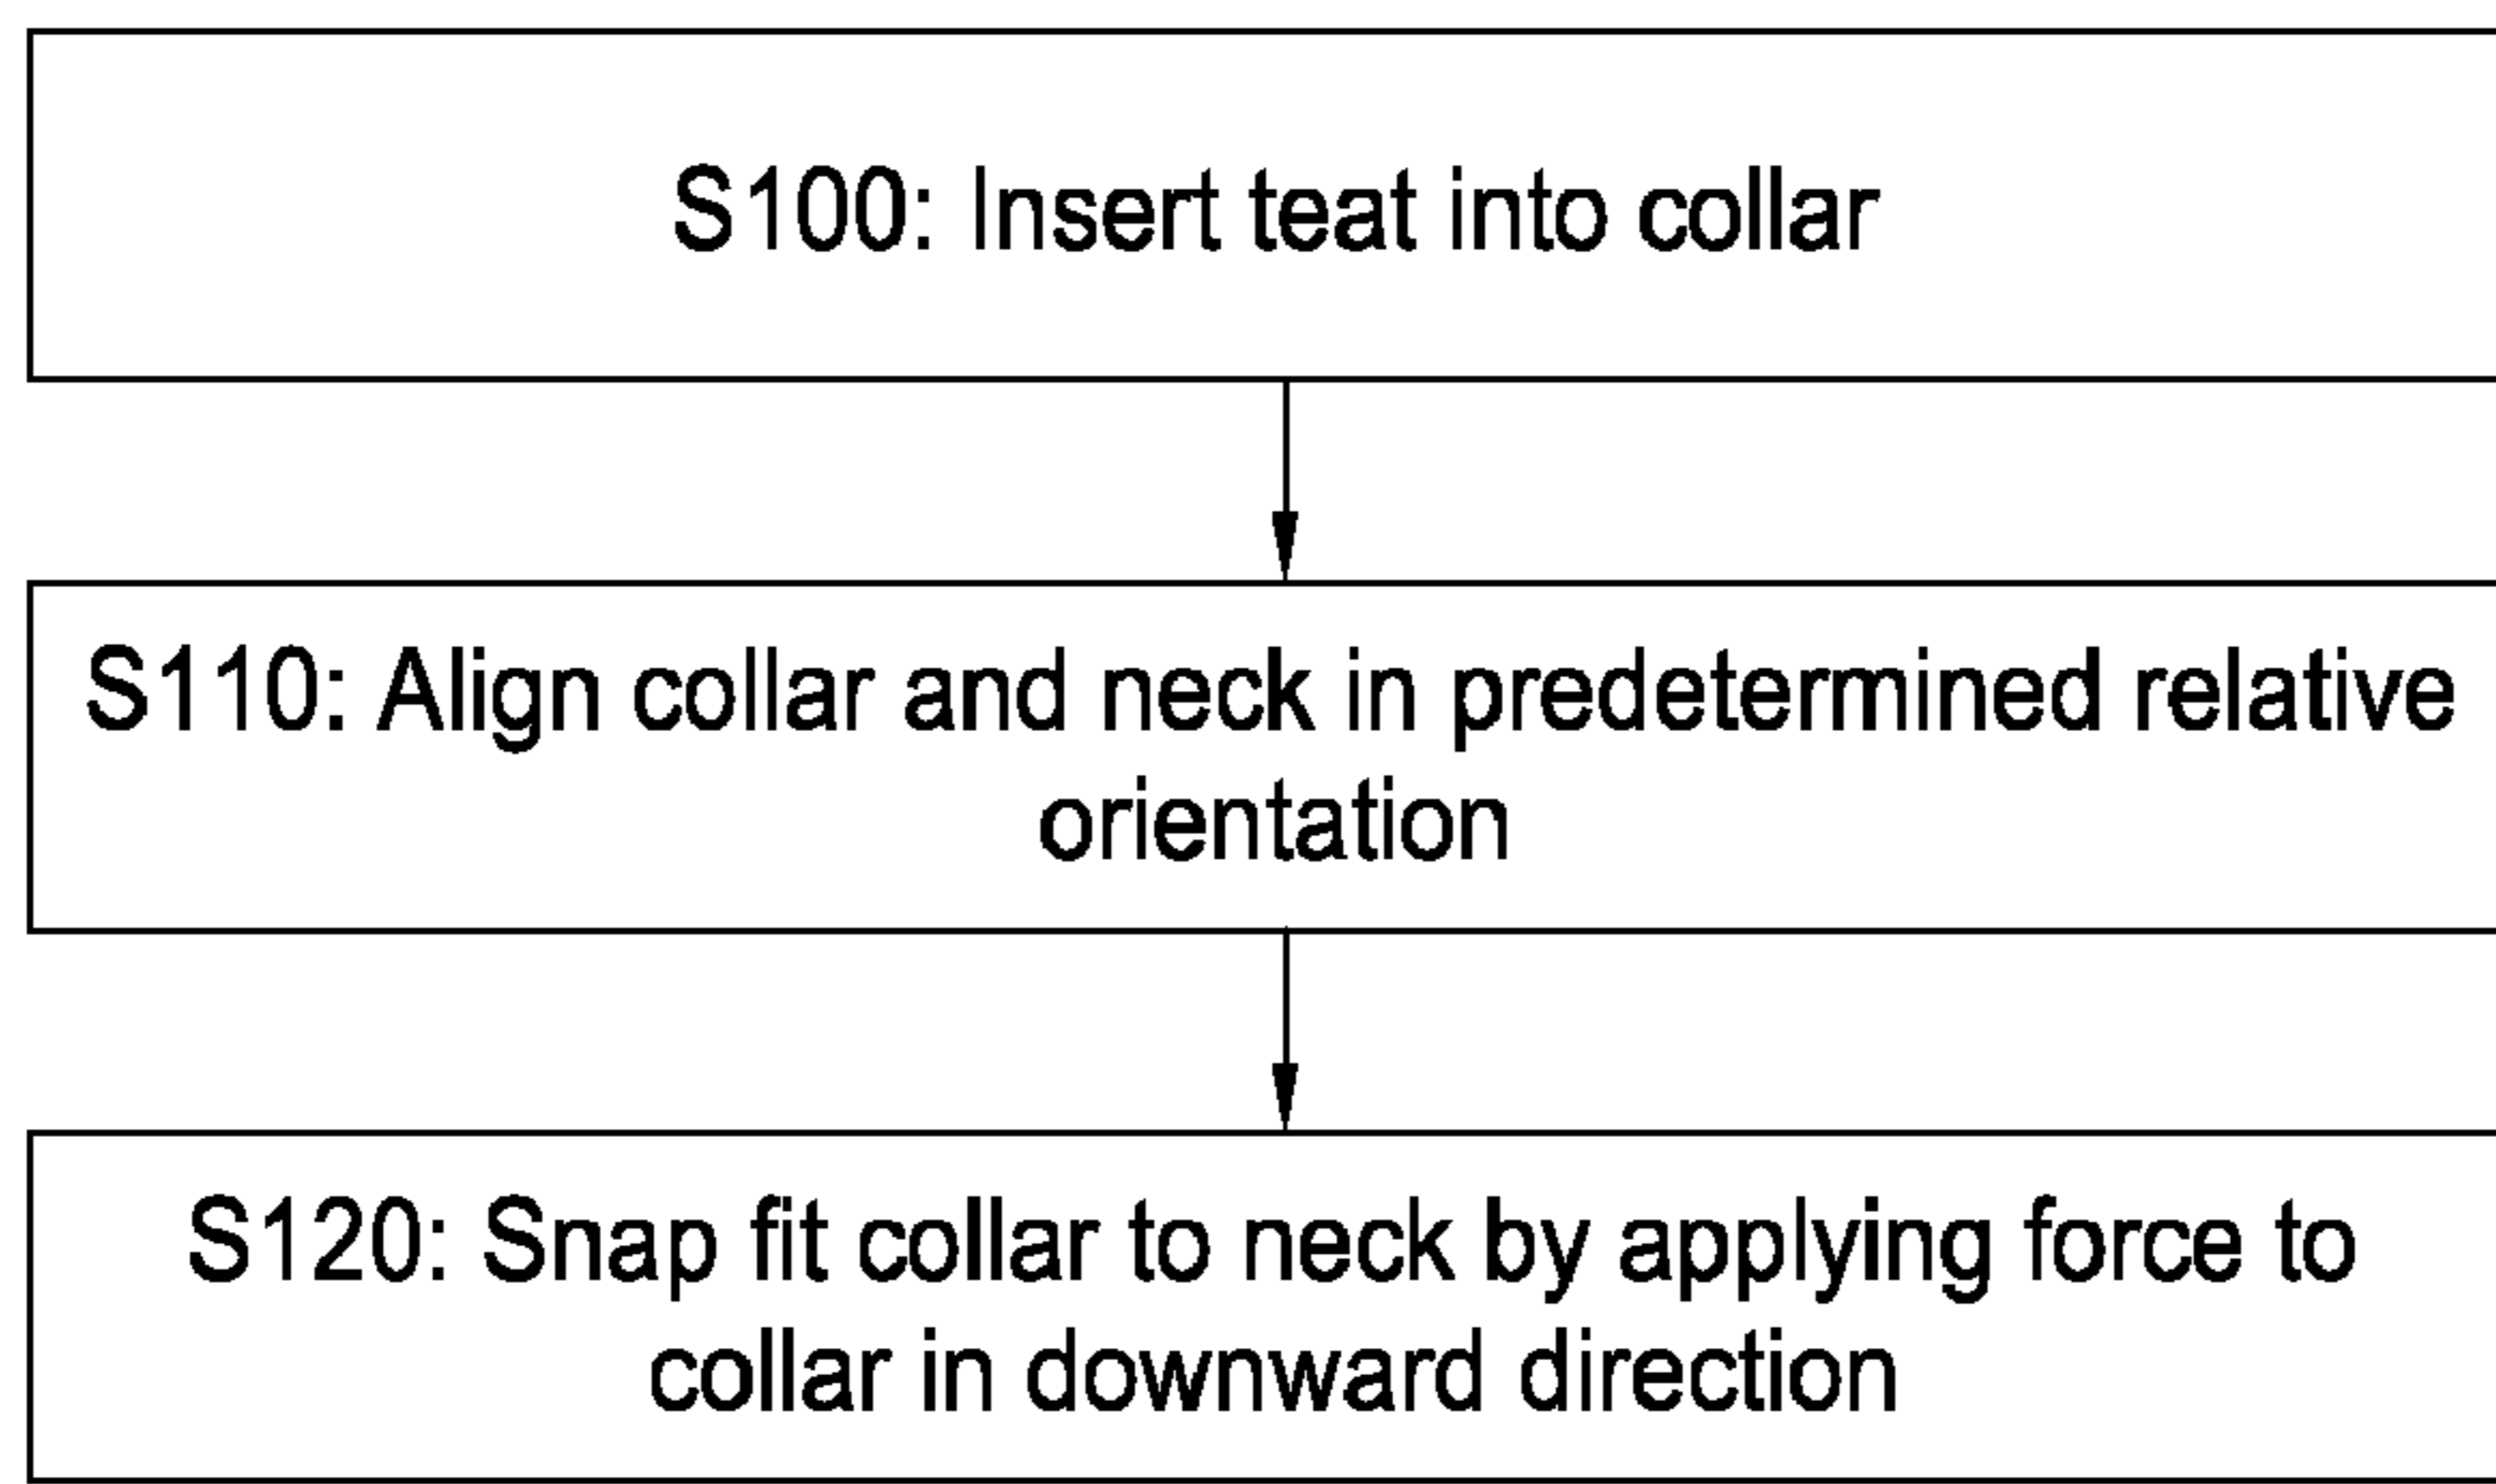 S100: Insert teat into collar
S110: Align collar and neck in predetermined relative
orientation
S120: Snap fit collar to neck by applying force to
collar in downward direction